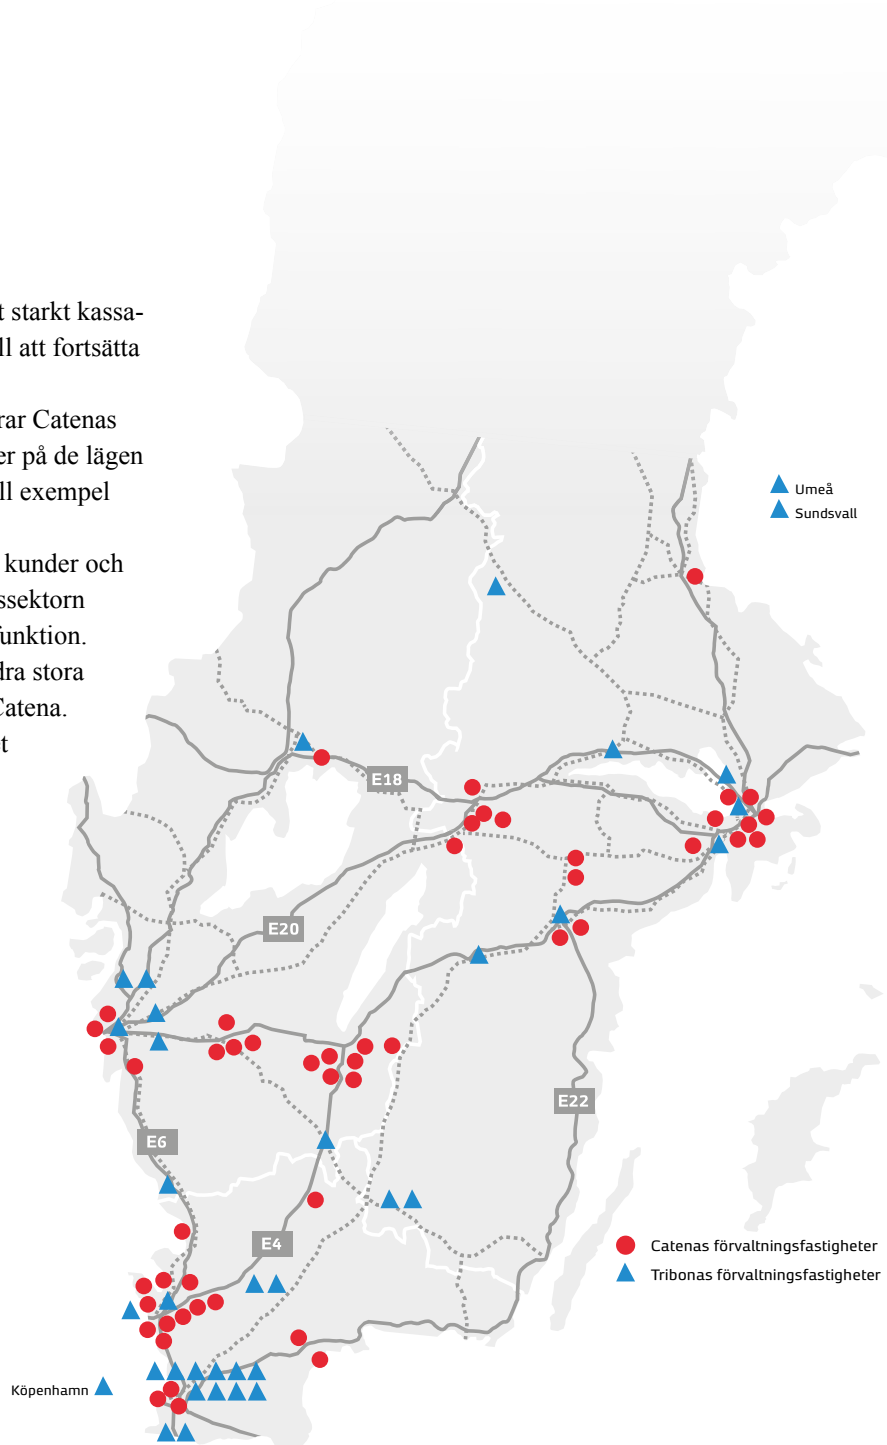 t starkt kassa-
ll att fortsätta
rar Catenas
er på de lägen
ll exempel
kunder och
ssektorn
funktion.
dra stora
Catena.
et
Umeå
Sundsvall
E18
E20
E22
E6
E4
Catenas förvaltningsfastigheter
Tribonas förvaltningsfastigheter
Köpenhamn